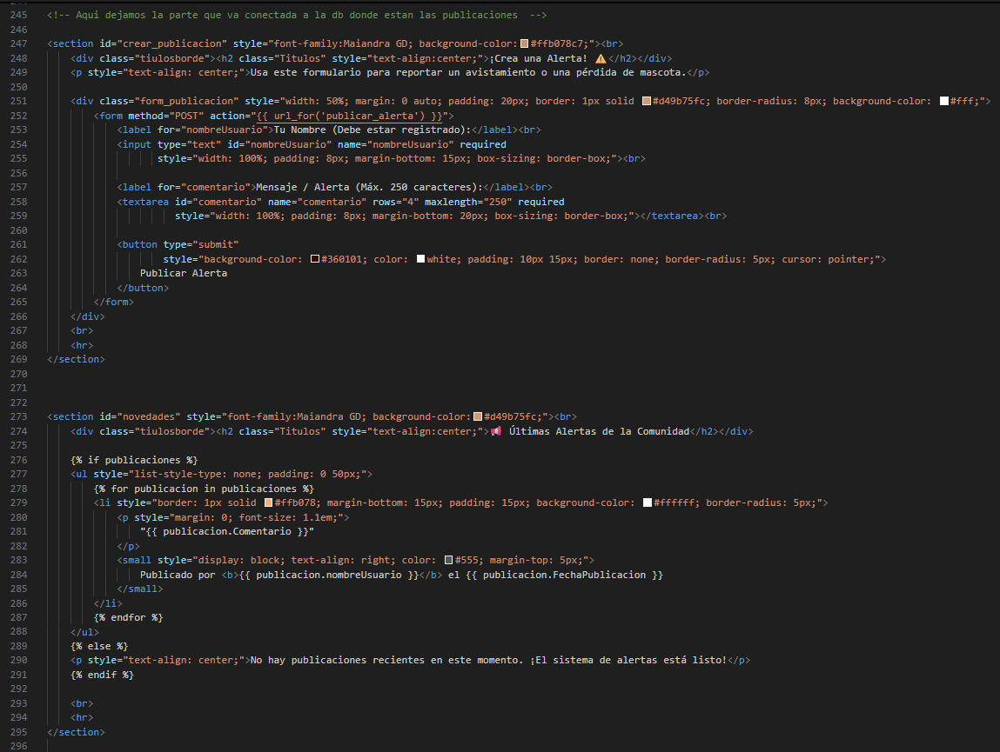 245 <!-- Aqui dejamos la parte que va conectada a la db donde estan las publicaciones  -->
246
247 <section id="crear_publicacion" style="font-family:Maiandra GD; background-color:#ffb078c7;"><br>
248     <div class="tiulosborde"><h2 class="Titulos" style="text-align:center;">¡Crea una Alerta! ⚠️</h2></div>
249     <p style="text-align: center;">Usa este formulario para reportar un avistamiento o una pérdida de mascota.</p>
250
251     <div class="form_publicacion" style="width: 50%; margin: 0 auto; padding: 20px; border: 1px solid #d49b75fc; border-radius: 8px; background-color: #fff;">
252         <form method="POST" action="{{ url_for('publicar_alerta') }}">
253             <label for="nombreUsuario">Tu Nombre (Debe estar registrado):</label><br>
254             <input type="text" id="nombreUsuario" name="nombreUsuario" required
255                    style="width: 100%; padding: 8px; margin-bottom: 15px; box-sizing: border-box;"><br>
256
257             <label for="comentario">Mensaje / Alerta (Máx. 250 caracteres):</label><br>
258             <textarea id="comentario" name="comentario" rows="4" maxlength="250" required
259                       style="width: 100%; padding: 8px; margin-bottom: 20px; box-sizing: border-box;"></textarea><br>
260
261             <button type="submit"
262                     style="background-color: #360101; color: white; padding: 10px 15px; border: none; border-radius: 5px; cursor: pointer;">
263                 Publicar Alerta
264             </button>
265         </form>
266     </div>
267     <br>
268     <hr>
269 </section>
270
271
272
273 <section id="novedades" style="font-family:Maiandra GD; background-color:#d49b75fc;"><br>
274     <div class="tiulosborde"><h2 class="Titulos" style="text-align:center;">📢 Últimas Alertas de la Comunidad</h2></div>
275
276     {% if publicaciones %}
277     <ul style="list-style-type: none; padding: 0 50px;">
278         {% for publicacion in publicaciones %}
279         <li style="border: 1px solid #ffb078; margin-bottom: 15px; padding: 15px; background-color: #ffffff; border-radius: 5px;">
280             <p style="margin: 0; font-size: 1.1em;">
281                 "{{ publicacion.Comentario }}"
282             </p>
283             <small style="display: block; text-align: right; color: #555; margin-top: 5px;">
284                 Publicado por <b>{{ publicacion.nombreUsuario }}</b> el {{ publicacion.FechaPublicacion }}
285             </small>
286         </li>
287         {% endfor %}
288     </ul>
289     {% else %}
290     <p style="text-align: center;">No hay publicaciones recientes en este momento. ¡El sistema de alertas está listo!</p>
291     {% endif %}
292
293     <br>
294     <hr>
295 </section>
296